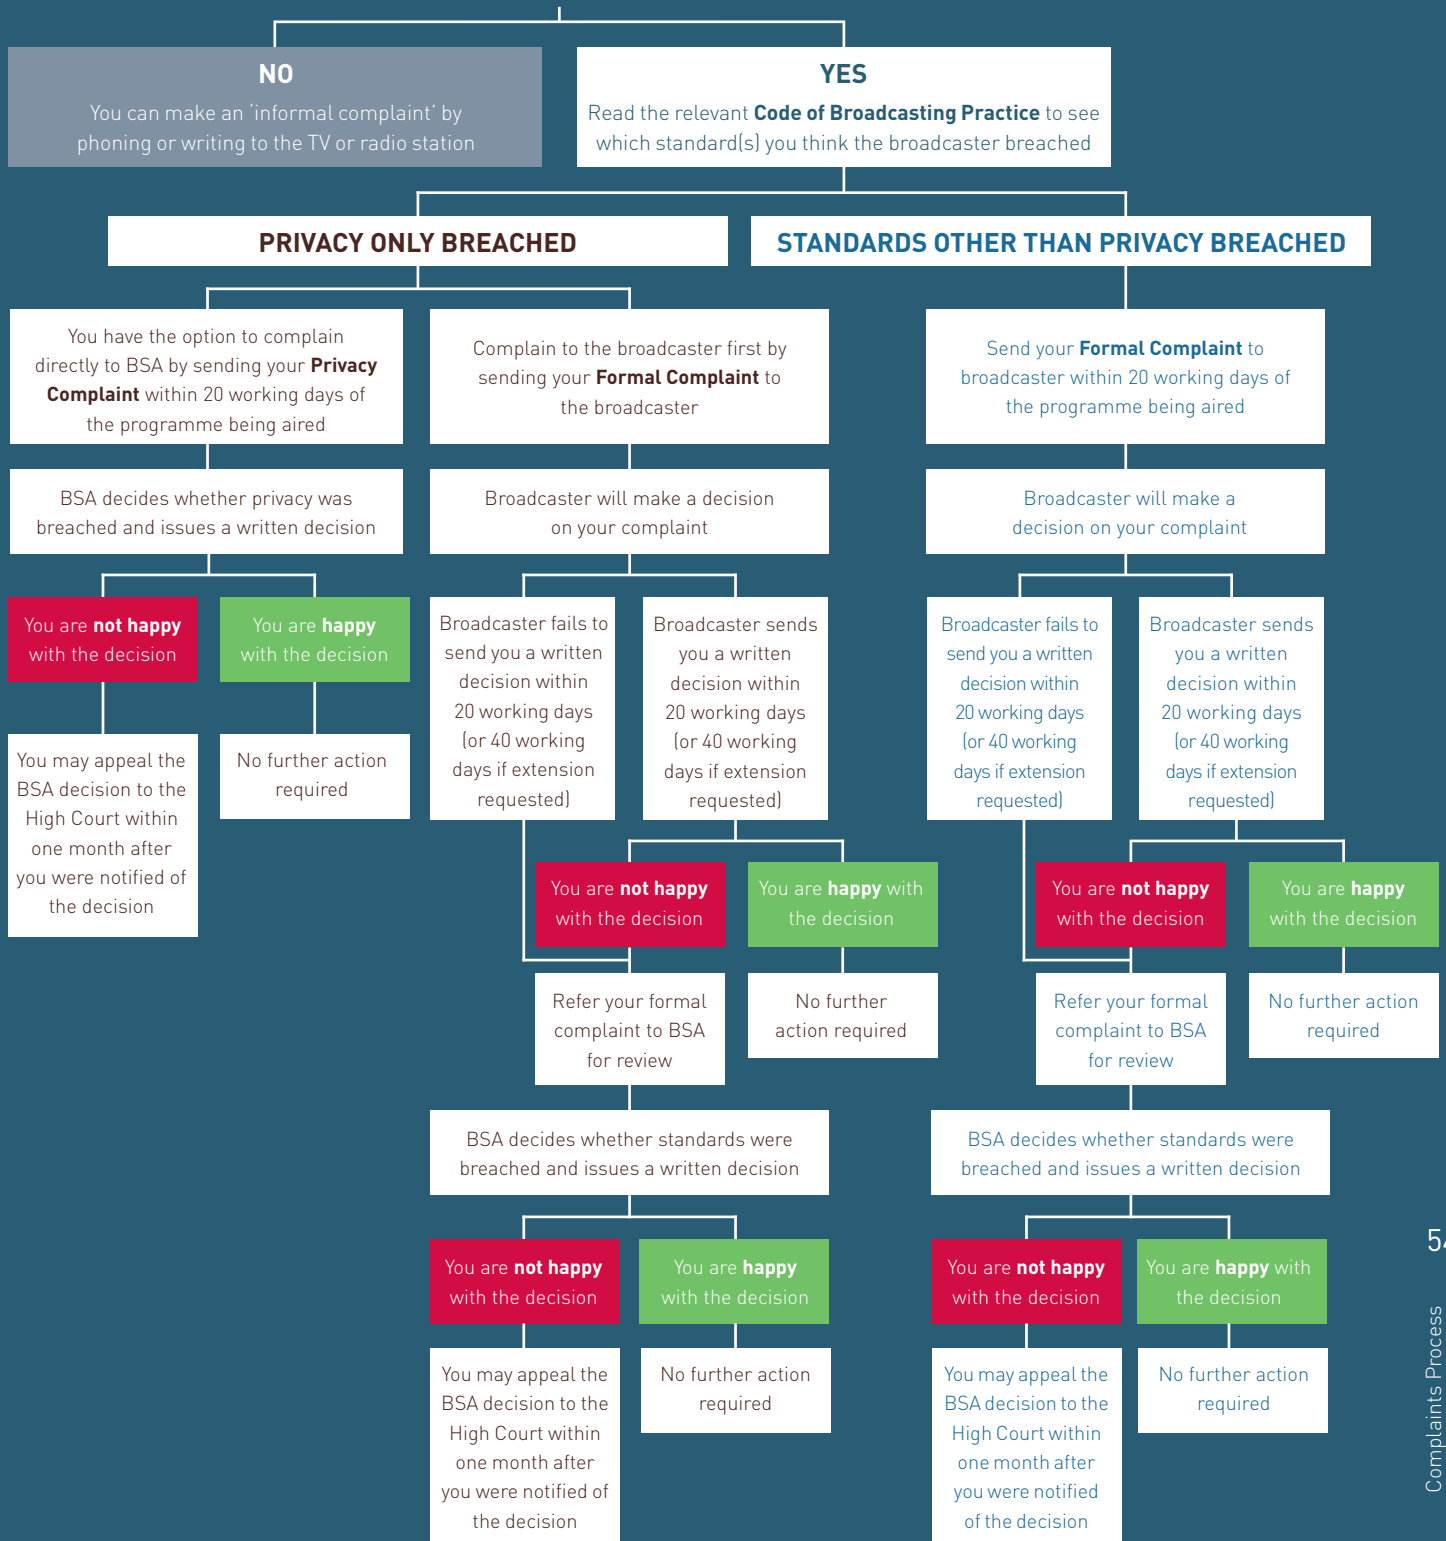 NO
You can make an 'informal complaint' by
phoning or writing to the TV or radio station
YES
Read the relevant Code of Broadcasting Practice to see
which standard(s) you think the broadcaster breached
PRIVACY ONLY BREACHED
STANDARDS OTHER THAN PRIVACY BREACHED
You have the option to complain
directly to BSA by sending your Privacy
Complaint within 20 working days of
the programme being aired
Complain to the broadcaster first by
sending your Formal Complaint to
the broadcaster
Send your Formal Complaint to
broadcaster within 20 working days of
the programme being aired
BSA decides whether privacy was
breached and issues a written decision
Broadcaster will make a decision
on your complaint
Broadcaster will make a
decision on your complaint
You are not happy
with the decision
You are happy
with the decision
Broadcaster fails to
send you a written
decision within
20 working days
(or 40 working
days if extension
requested)
Broadcaster sends
you a written
decision within
20 working days
(or 40 working
days if extension
requested)
Broadcaster fails to
send you a written
decision within
20 working days
(or 40 working
days if extension
requested)
Broadcaster sends
you a written
decision within
20 working days
(or 40 working
days if extension
requested)
You may appeal the
BSA decision to the
High Court within
one month after
you were notified of
the decision
No further action
required
You are not happy
with the decision
You are happy with
the decision
You are not happy
with the decision
You are happy
with the decision
Refer your formal
complaint to BSA
for review
No further
action required
Refer your formal
complaint to BSA
for review
No further action
required
BSA decides whether standards were
breached and issues a written decision
BSA decides whether standards were
breached and issues a written decision
You are not happy
with the decision
You are happy
with the decision
You are not happy
with the decision
You are happy with
the decision
You may appeal the
BSA decision to the
High Court within
one month after
you were notified of
the decision
No further action
required
You may appeal the
BSA decision to the
High Court within
one month after
you were notified
of the decision
No further action
required
54
Complaints Process